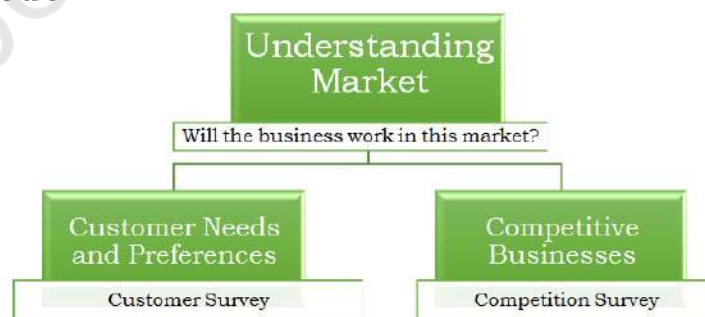 Understanding
Market
Will the business work in this market?
Customer Needs
and Preferences
Customer Survey
Competitive
Businesses
Competition Survey